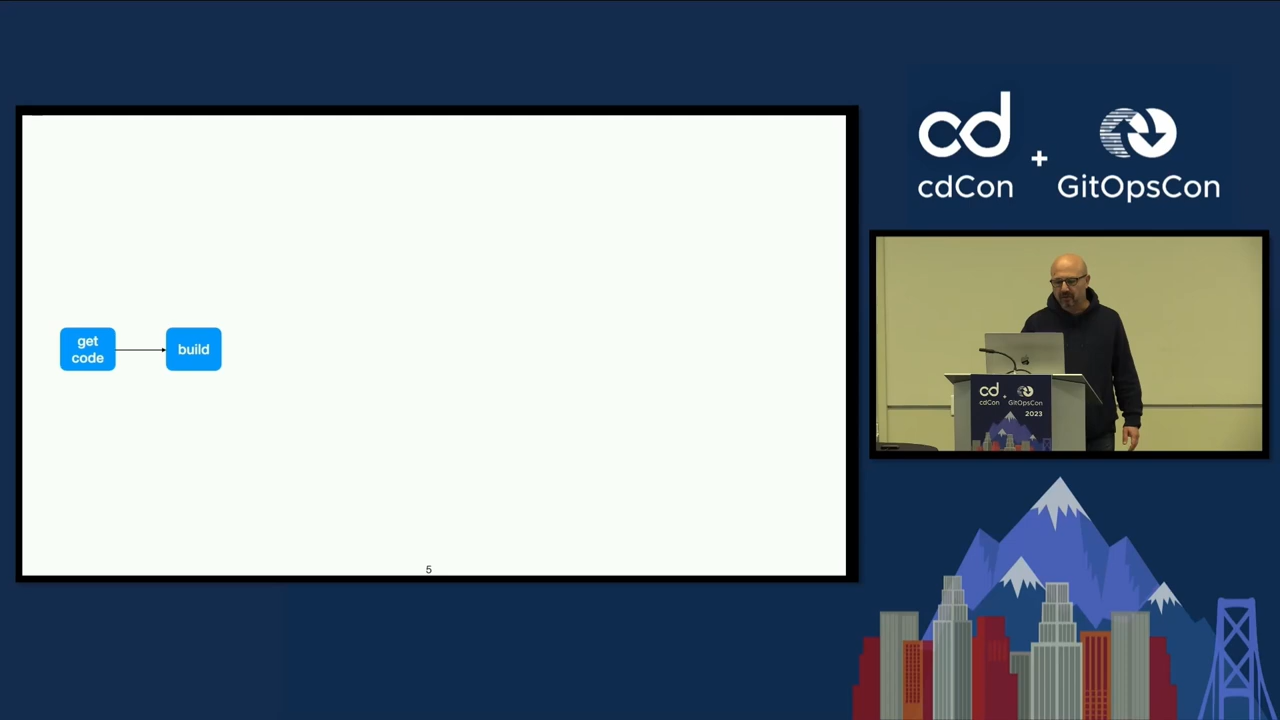 get
code
build
5
cd
cdCon
+
GitOpsCon
cd
cdCon
+
GitOpsCon
2023